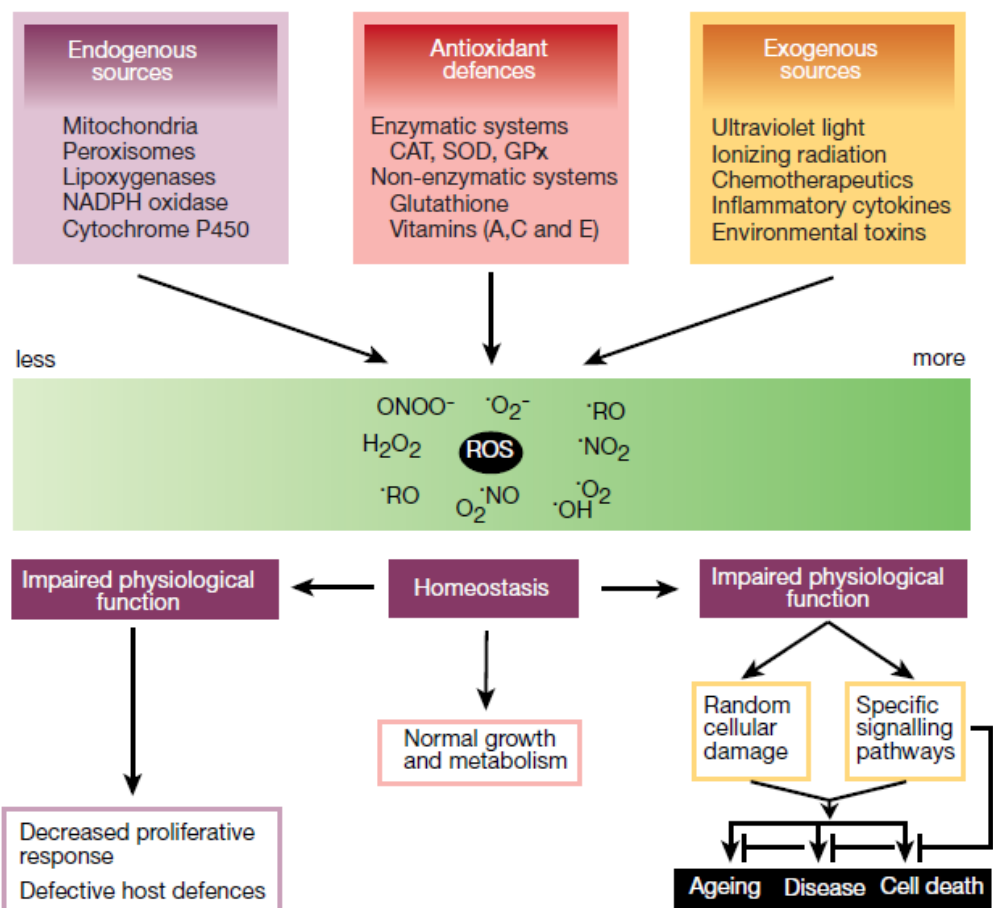 Endogenous
sources
Mitochondria
Peroxisomes
Lipoxygenases
NADPH oxidase
Cytochrome P450
Antioxidant
defences
Enzymatic systems
CAT, SOD, GPx
Non-enzymatic systems
Glutathione
Vitamins (A,C and E)
Exogenous
sources
Ultraviolet light
Ionizing radiation
Chemotherapeutics
Inflammatory cytokines
Environmental toxins
less
more
ONOO⁻ ˙O₂⁻ ˙RO
H₂O₂ ROS ˙NO₂
˙RO O₂ ˙NO ˙OH ˙O₂
Impaired physiological
function
Homeostasis
Impaired physiological
function
Normal growth
and metabolism
Random
cellular
damage
Specific
signalling
pathways
Decreased proliferative
response
Defective host defences
Ageing Disease Cell death